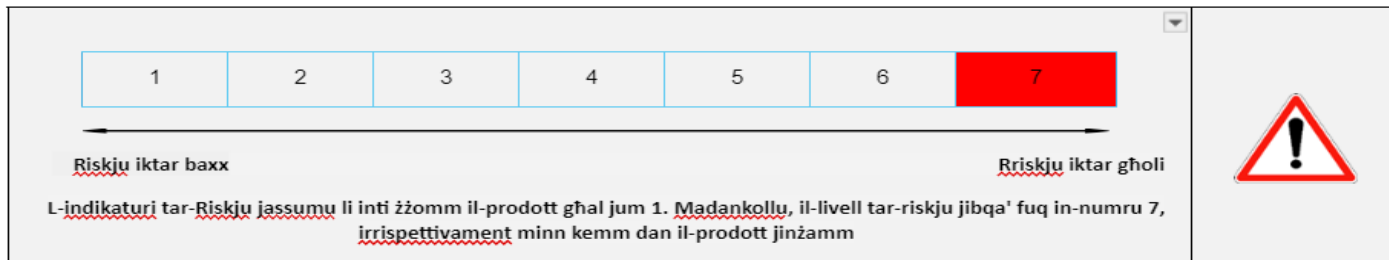 1 2 3 4 5 6 7
Riskju iktar baxx Rriskju iktar għoli
L-indikaturi tar-Riskju jassumu li inti żżomm il-prodott għal jum 1. Madankollu, il-livell tar-riskju jibqa' fuq in-numru 7,
irrispettivament minn kemm dan il-prodott jinżamm